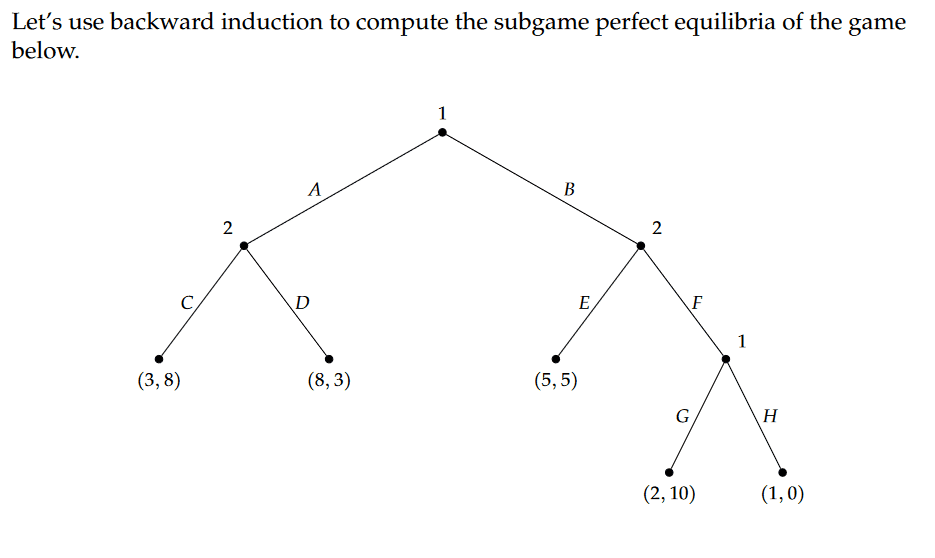 Let's use backward induction to compute the subgame perfect equilibria of the game
below.
1
A
B
2
2
C
D
E
F
1
(3, 8)
(8, 3)
(5, 5)
G
H
(2, 10)
(1, 0)